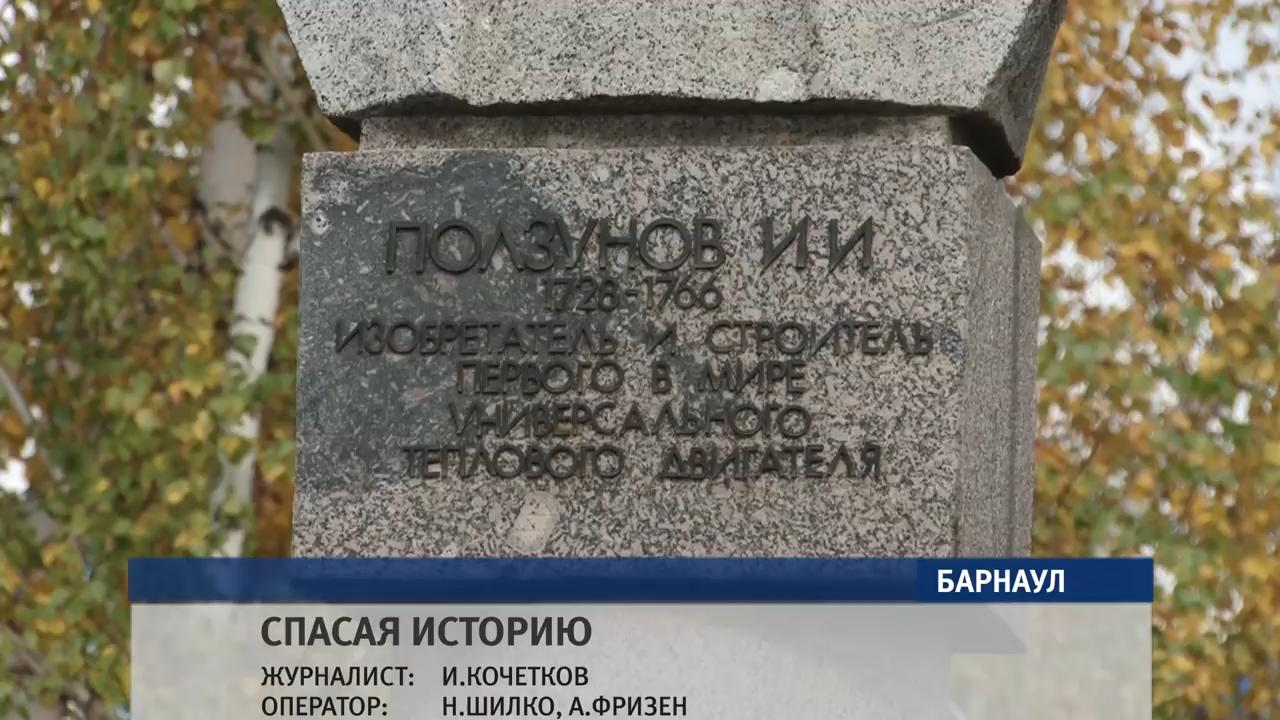 ПОЛЗУНОВ И И
1728-1766
ИЗОБРЕТАТЕЛЬ И СТРОИТЕЛЬ
ПЕРВОГО В МИРЕ
УНИВЕРСАЛЬНОГО
ТЕПЛОВОГО ДВИГАТЕЛЯ
БАРНАУЛ
СПАСАЯ ИСТОРИЮ
ЖУРНАЛИСТ: И.КОЧЕТКОВ
ОПЕРАТОР: Н.ШИЛКО, А.ФРИЗЕН